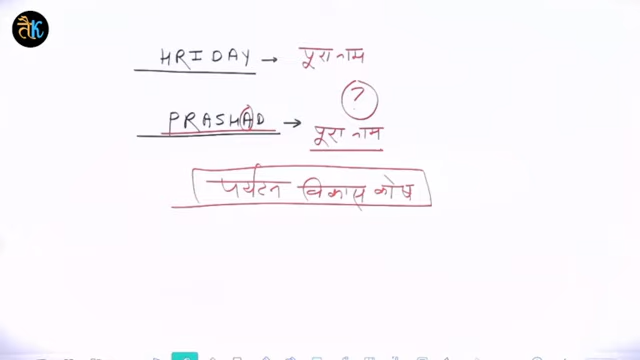 तैK
HRIDAY → पूरा नाम
?
PRASHAD → पूरा नाम
पर्यटन विकास कोष